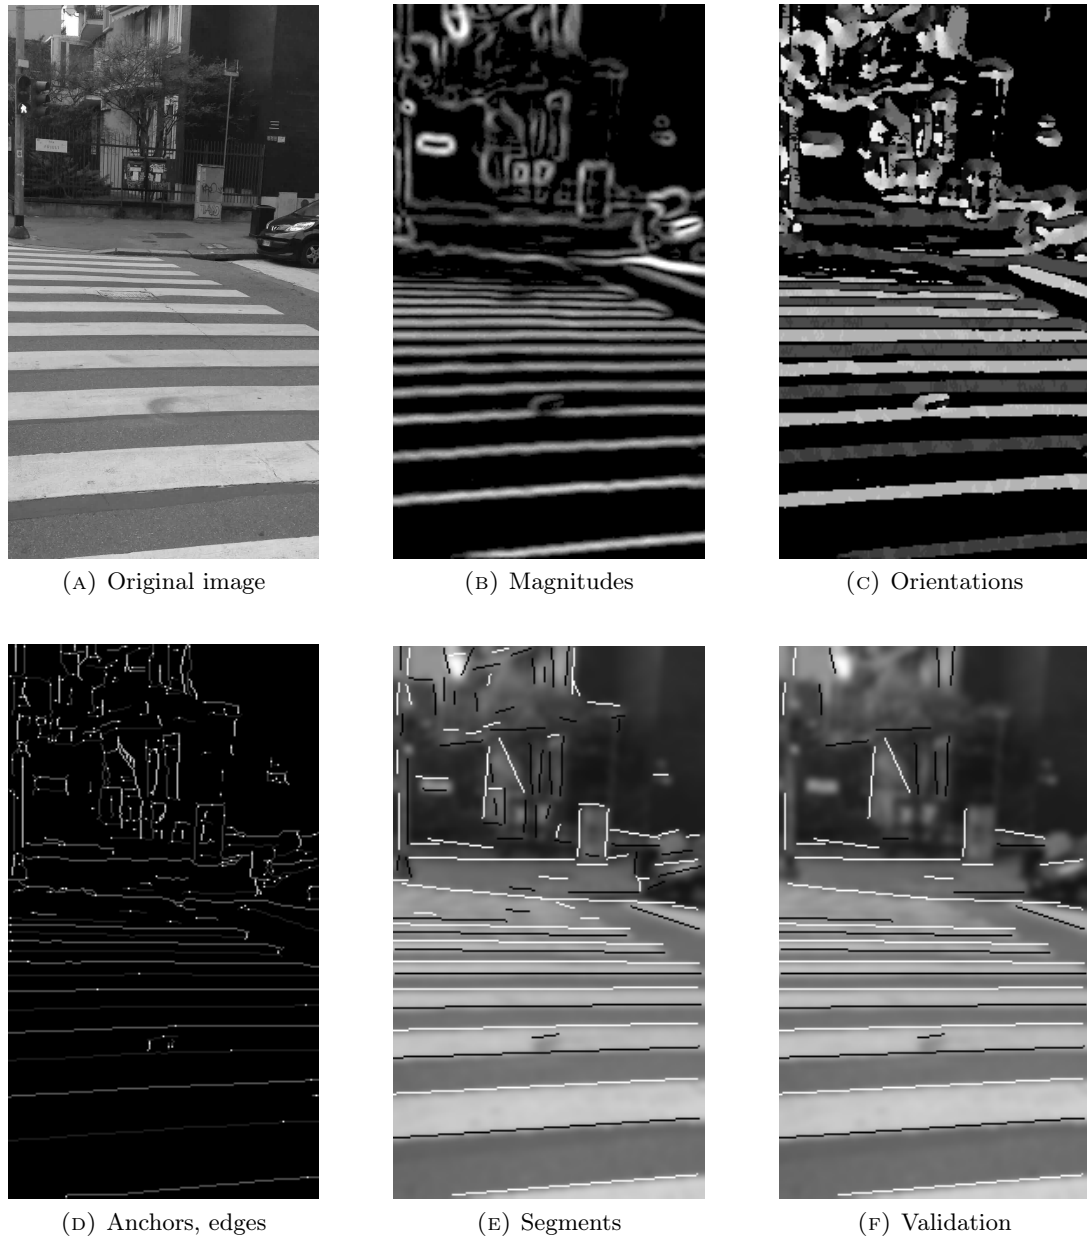 (A) Original image
(B) Magnitudes
(C) Orientations
(D) Anchors, edges
(E) Segments
(F) Validation